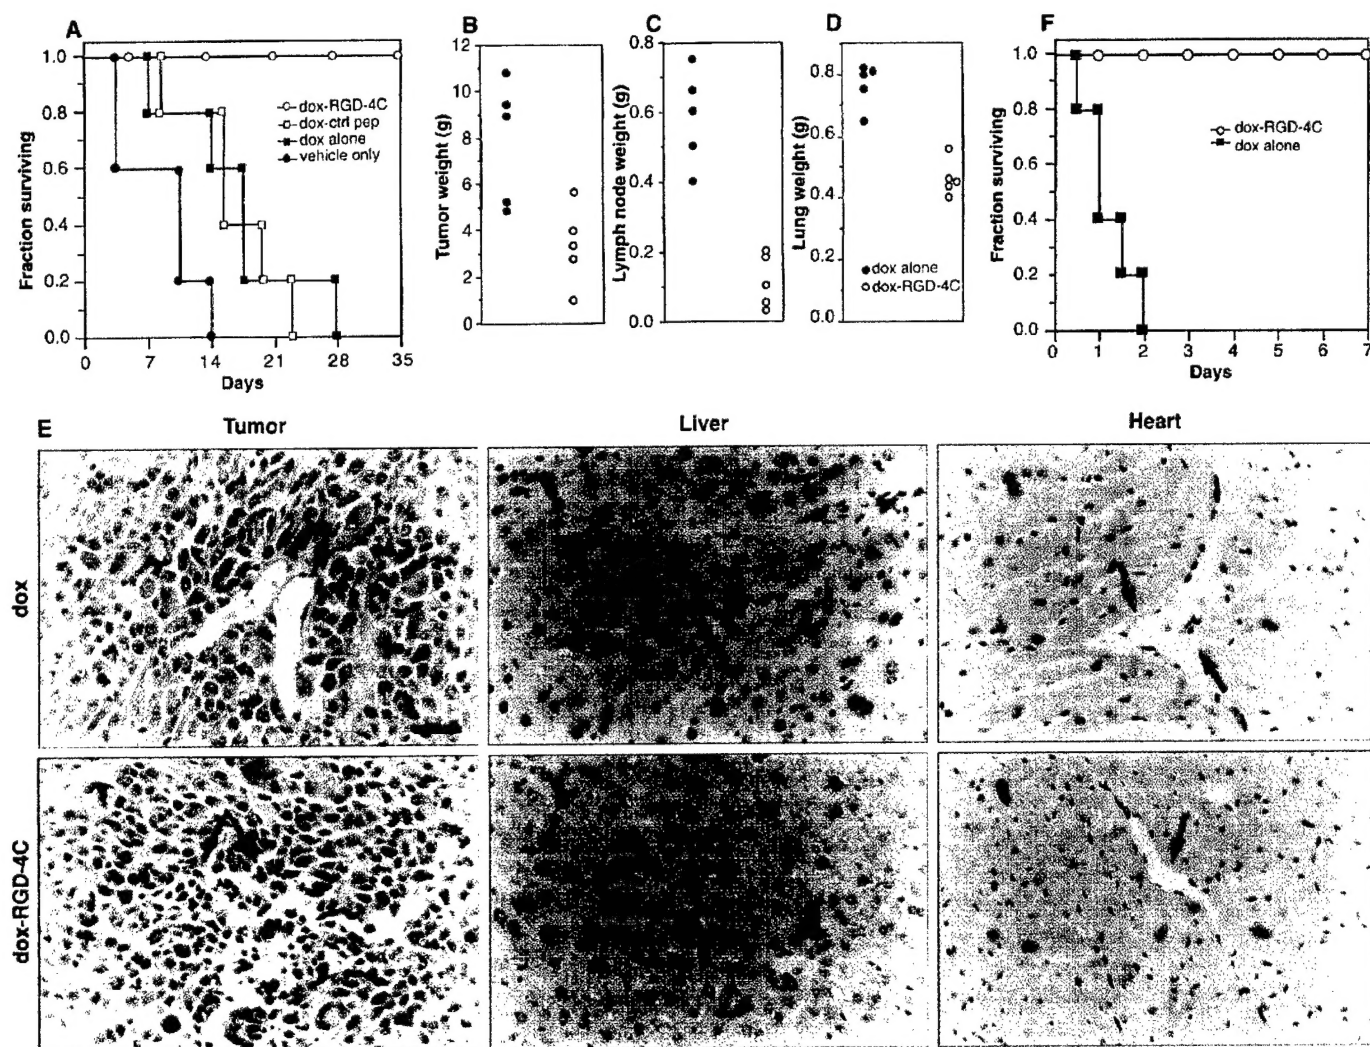 A
Fraction surviving
1.0
0.8
0.6
0.4
0.2
0.0
dox-RGD-4C
dox-ctrl pep
dox alone
vehicle only
0 7 14 21 28 35
Days
B
Tumor weight (g)
12
10
8
6
4
2
0
C
Lymph node weight (g)
0.8
0.6
0.4
0.2
0.0
D
Lung weight (g)
0.8
0.6
0.4
0.2
0.0
dox alone
dox-RGD-4C
F
Fraction surviving
1.0
0.8
0.6
0.4
0.2
0.0
dox-RGD-4C
dox alone
0 1 2 3 4 5 6 7
Days
E
Tumor
Liver
Heart
dox
dox-RGD-4C